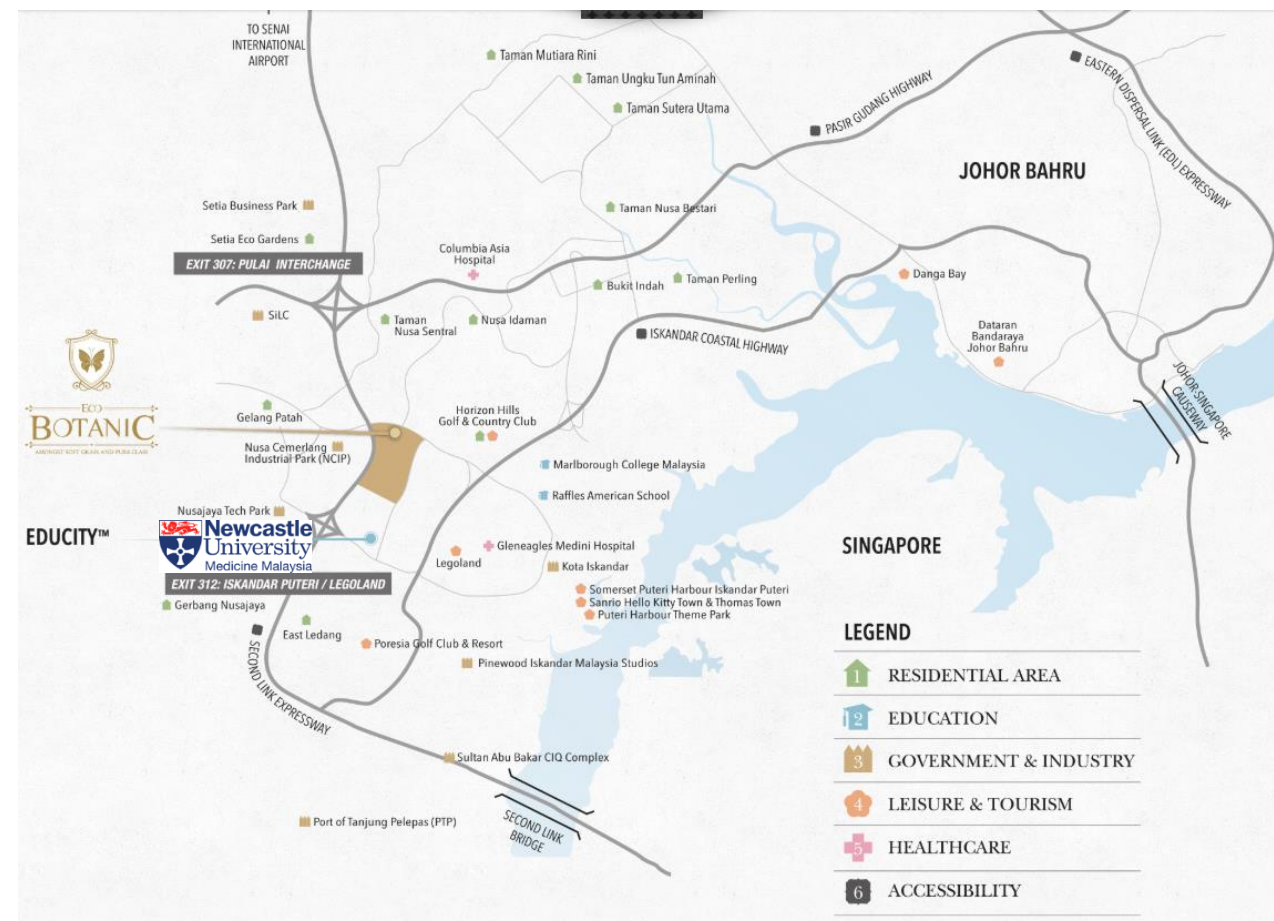 TO SENAI
INTERNATIONAL
AIRPORT
Taman Mutiara Rini
Taman Ungku Tun Aminah
Taman Sutera Utama
PASIR GUDANG HIGHWAY
EASTERN DISPERSAL LINK (EDL) EXPRESSWAY
JOHOR BAHRU
Setia Business Park
Setia Eco Gardens
EXIT 307: PULAI INTERCHANGE
Taman Nusa Bestari
Columbia Asia
Hospital
Bukit Indah
Taman Perling
Danga Bay
SiLC
Taman
Nusa Sentral
Nusa Idaman
ISKANDAR COASTAL HIGHWAY
Dataran
Bandaraya
Johor Bahru
JOHOR-SINGAPORE
CAUSEWAY
ECO
BOTANIC
AMONGST SOFT GRAIN AND PURE CLASS
Gelang Patah
Horizon Hills
Golf & Country Club
Nusa Cemerlang
Industrial Park (NCIP)
Marlborough College Malaysia
Raffles American School
Nusajaya Tech Park
EDUCITY™
Newcastle
University
Medicine Malaysia
EXIT 312: ISKANDAR PUTERI / LEGOLAND
Legoland
Gleneagles Medini Hospital
Kota Iskandar
SINGAPORE
Somerset Puteri Harbour Iskandar Puteri
Sanrio Hello Kitty Town & Thomas Town
Puteri Harbour Theme Park
Gerbang Nusajaya
East Ledang
Poresia Golf Club & Resort
Pinewood Iskandar Malaysia Studios
SECOND LINK EXPRESSWAY
Sultan Abu Bakar CIQ Complex
Port of Tanjung Pelepas (PTP)
SECOND LINK
BRIDGE
LEGEND
1 RESIDENTIAL AREA
2 EDUCATION
3 GOVERNMENT & INDUSTRY
4 LEISURE & TOURISM
5 HEALTHCARE
6 ACCESSIBILITY